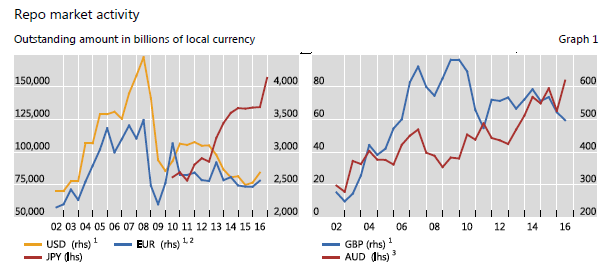 Repo market activity
Outstanding amount in billions of local currency Graph 1
150,000 4,000 80 600
125,000 3,500 60 500
100,000 3,000 40 400
75,000 2,500 20 300
50,000 2,000 0 200
02 03 04 05 06 07 08 09 10 11 12 13 14 15 16 02 04 06 08 10 12 14 16
USD (rhs) 1 EUR (rhs) 1, 2 GBP (rhs) 1
JPY (lhs) AUD (lhs) 3